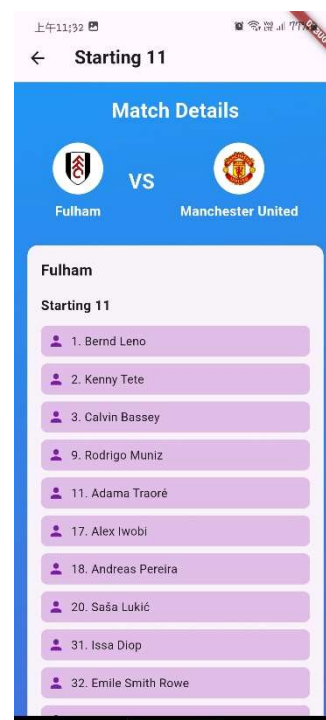 上午11:32
77%
← Starting 11
Match Details
VS
Fulham
Manchester United
Fulham
Starting 11
1. Bernd Leno
2. Kenny Tete
3. Calvin Bassey
9. Rodrigo Muniz
11. Adama Traoré
17. Alex Iwobi
18. Andreas Pereira
20. Saša Lukić
31. Issa Diop
32. Emile Smith Rowe